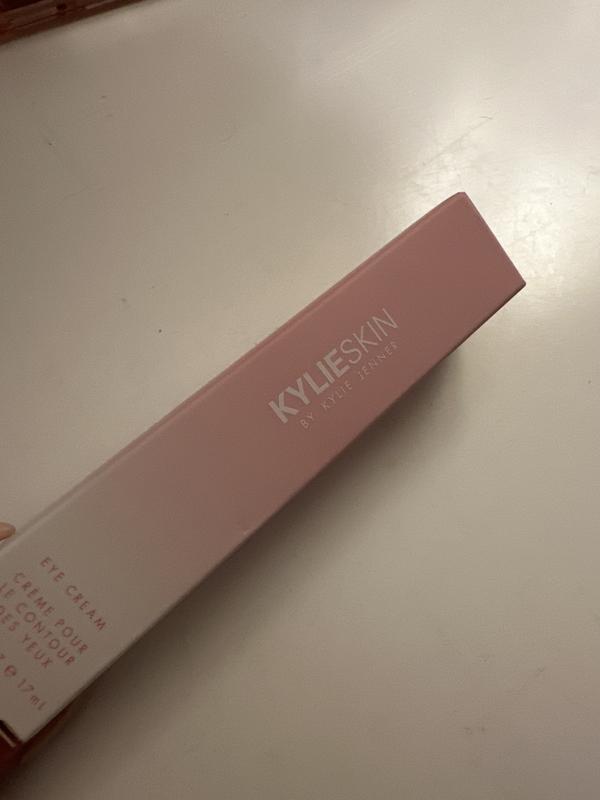 KYLIESKIN
BY KYLIE JENNER
EYE CREAM
CRÈME POUR
LE CONTOUR
DES YEUX
℮ 17 mL